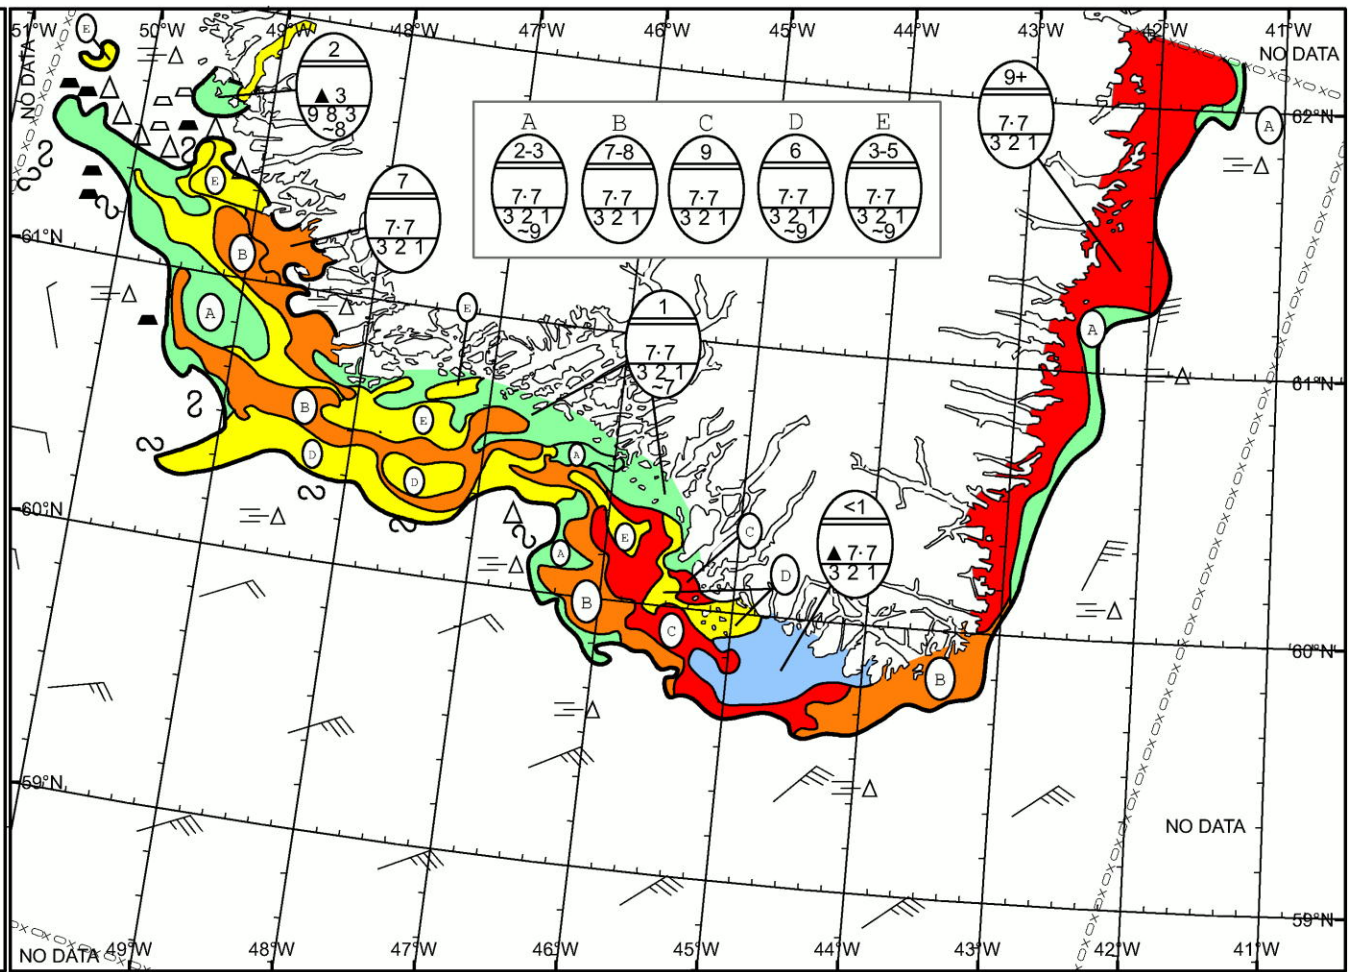 51°W 50°W 49°W 48°W 47°W 46°W 45°W 44°W 43°W 42°W 41°W
E
NO DATA
NO DATA
2
▲ 3
9 8 3
~8
9+
7·7
3 2 1
62°N
A
A B C D E
2-3 7-8 9 6 3-5
7·7 7·7 7·7 7·7 7·7
3 2 1 3 2 1 3 2 1 3 2 1 3 2 1
~9 ~9 ~9
E
7
7·7
3 2 1
61°N
B
A
E
1
7·7
3 2 1
~7
A
61°N
B
E
D
A
D
60°N
<1
▲ 7·7
3 2 1
E
C
A
D
B
C
60°N
B
59°N
NO DATA
59°N
NO DATA
49°W 48°W 47°W 46°W 45°W 44°W 43°W 42°W 41°W